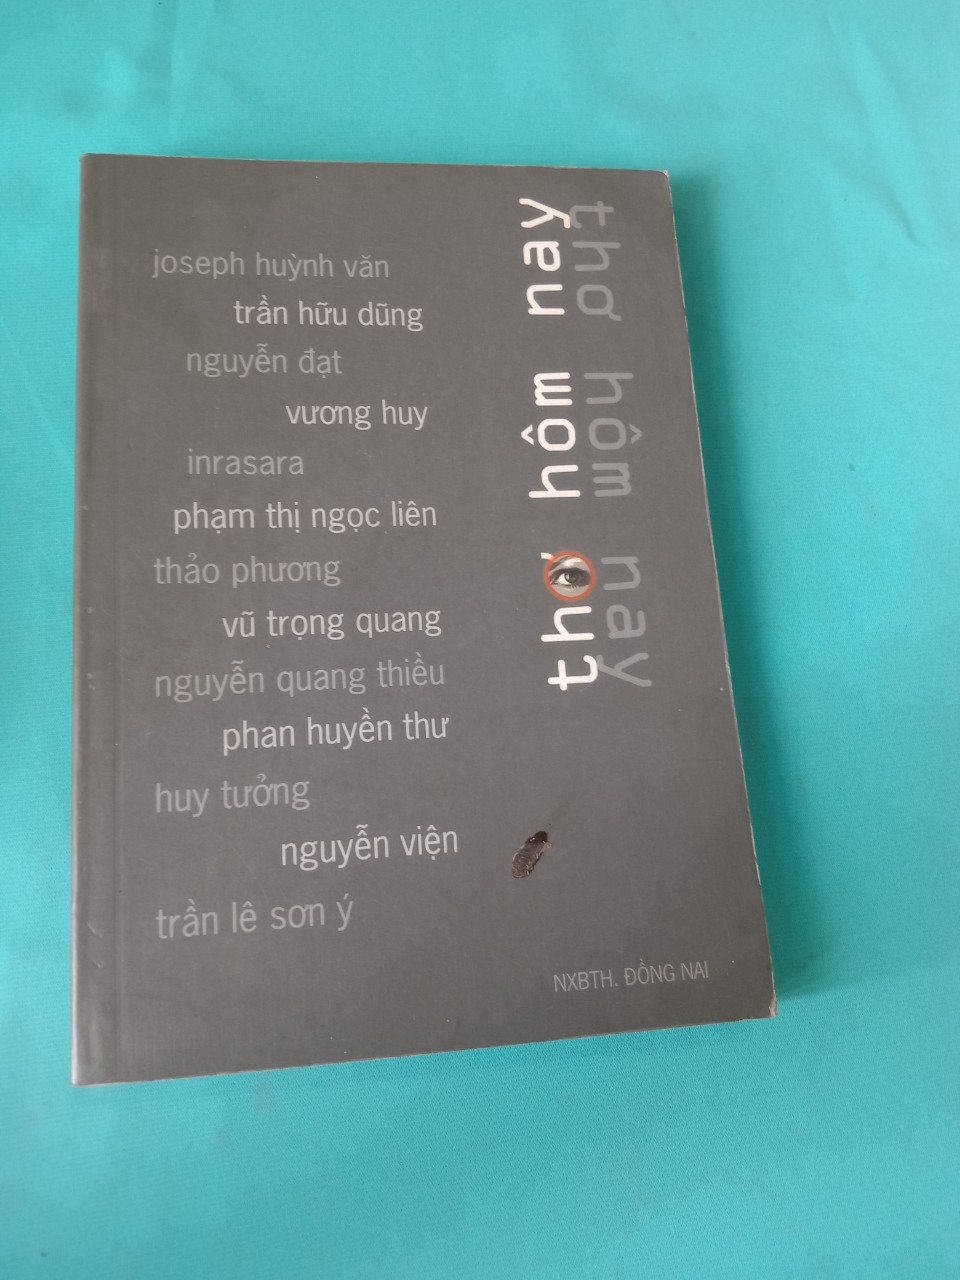 joseph huỳnh văn
trần hữu dũng
nguyễn đạt
vương huy
inrasara
phạm thị ngọc liên
thảo phương
vũ trọng quang
nguyễn quang thiều
phan huyền thư
huy tưởng
nguyễn viện
trần lê sơn ý
thơ hôm nay
thơ hôm nay
NXBTH. ĐỒNG NAI